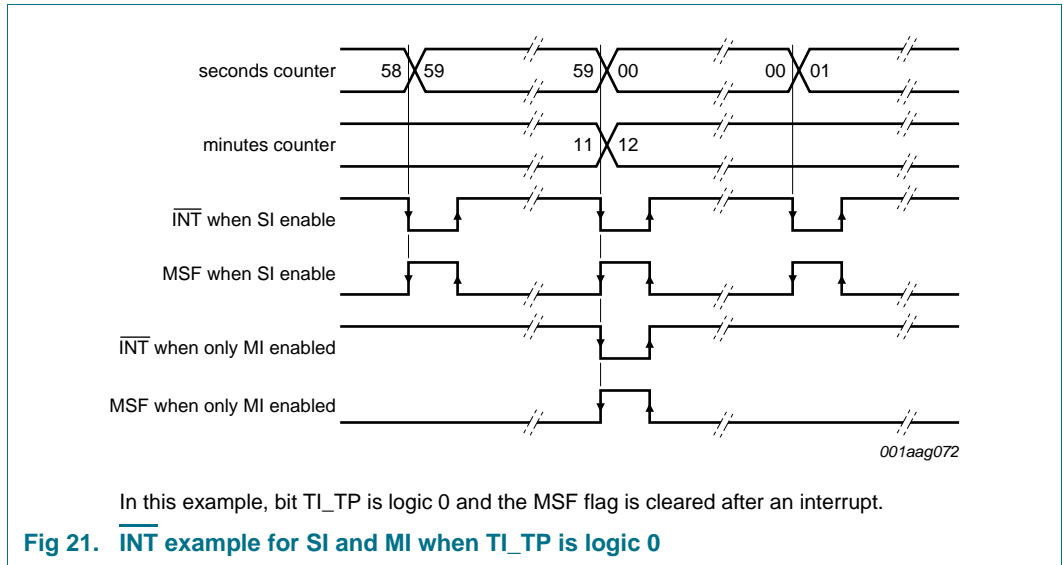 seconds counter 58 59 59 00 00 01
minutes counter 11 12
INT when SI enable
MSF when SI enable
INT when only MI enabled
MSF when only MI enabled
001aag072
In this example, bit TI_TP is logic 0 and the MSF flag is cleared after an interrupt.
Fig 21. INT example for SI and MI when TI_TP is logic 0